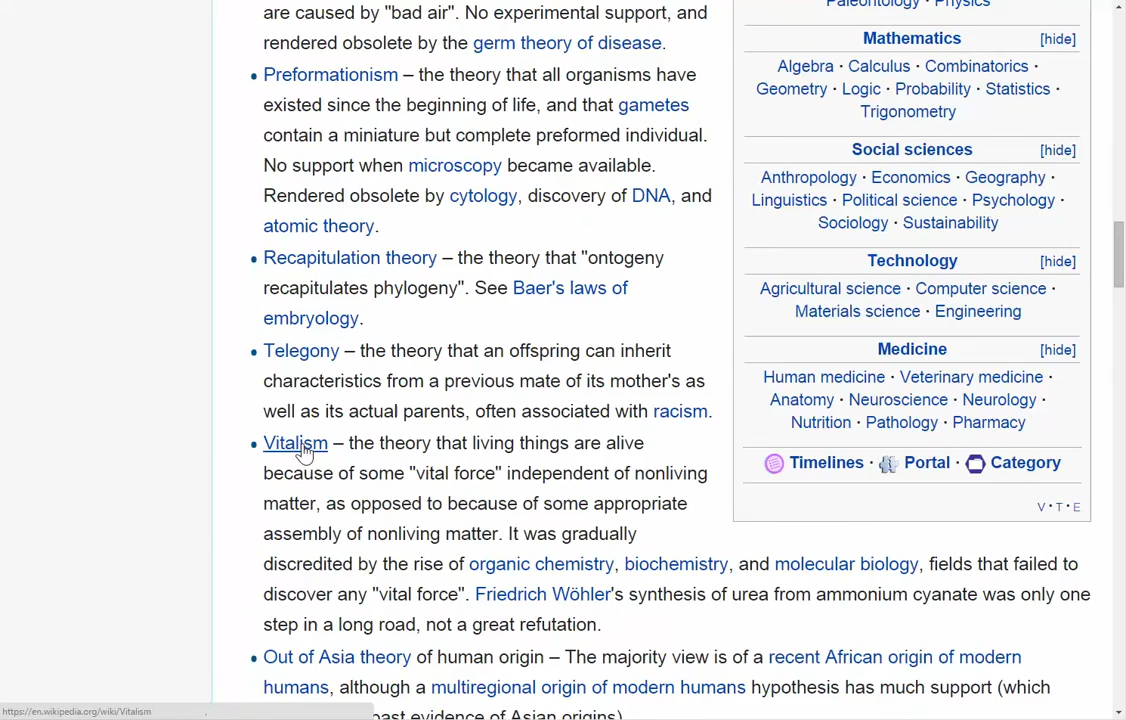 are caused by "bad air". No experimental support, and
rendered obsolete by the germ theory of disease.
• Preformationism – the theory that all organisms have
existed since the beginning of life, and that gametes
contain a miniature but complete preformed individual.
No support when microscopy became available.
Rendered obsolete by cytology, discovery of DNA, and
atomic theory.
• Recapitulation theory – the theory that "ontogeny
recapitulates phylogeny". See Baer's laws of
embryology.
• Telegony – the theory that an offspring can inherit
characteristics from a previous mate of its mother's as
well as its actual parents, often associated with racism.
• Vitalism – the theory that living things are alive
because of some "vital force" independent of nonliving
matter, as opposed to because of some appropriate
assembly of nonliving matter. It was gradually
discredited by the rise of organic chemistry, biochemistry, and molecular biology, fields that failed to
discover any "vital force". Friedrich Wöhler's synthesis of urea from ammonium cyanate was only one
step in a long road, not a great refutation.
• Out of Asia theory of human origin – The majority view is of a recent African origin of modern
humans, although a multiregional origin of modern humans hypothesis has much support (which
past evidence of Asian origins).
Paleontology · Physics
Mathematics [hide]
Algebra · Calculus · Combinatorics ·
Geometry · Logic · Probability · Statistics ·
Trigonometry
Social sciences [hide]
Anthropology · Economics · Geography ·
Linguistics · Political science · Psychology ·
Sociology · Sustainability
Technology [hide]
Agricultural science · Computer science ·
Materials science · Engineering
Medicine [hide]
Human medicine · Veterinary medicine ·
Anatomy · Neuroscience · Neurology ·
Nutrition · Pathology · Pharmacy
Timelines · Portal · Category
V · T · E
https://en.wikipedia.org/wiki/Vitalism